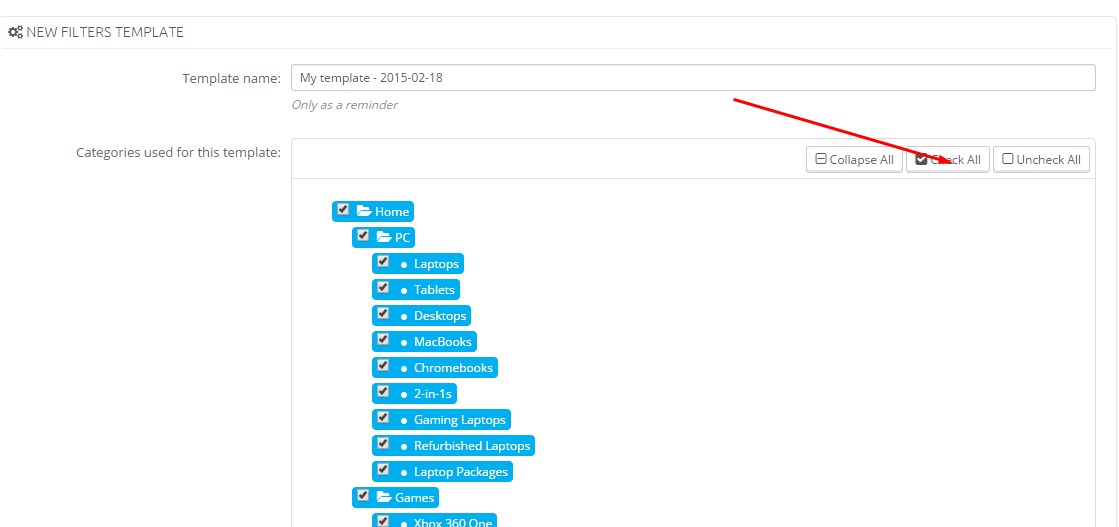 NEW FILTERS TEMPLATE
Template name: My template - 2015-02-18
Only as a reminder
Categories used for this template:
Collapse All Check All Uncheck All
Home
PC
Laptops
Tablets
Desktops
MacBooks
Chromebooks
2-in-1s
Gaming Laptops
Refurbished Laptops
Laptop Packages
Games
Xbox 360 One